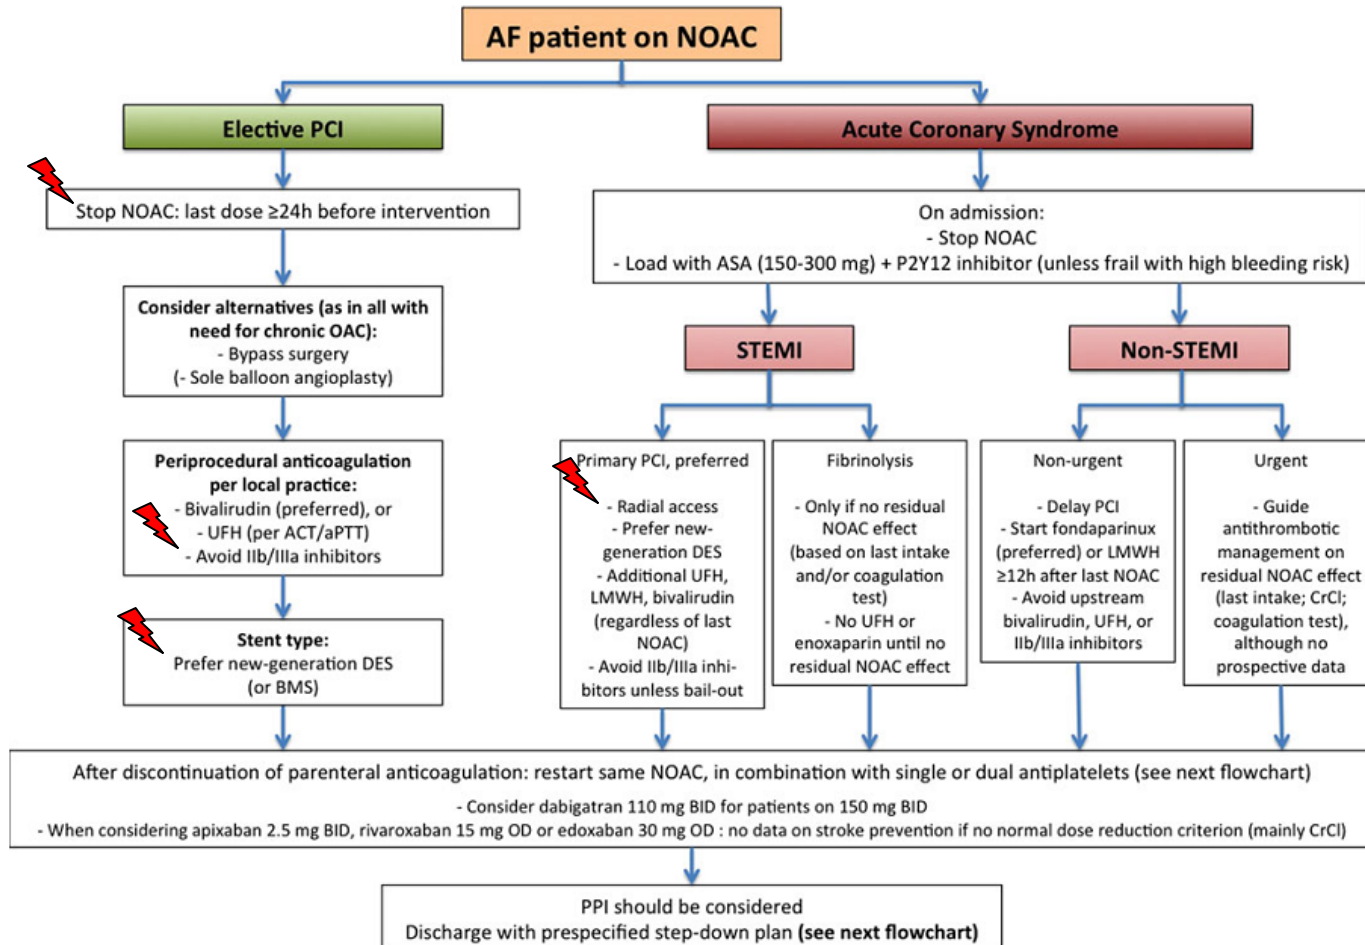 AF patient on NOAC
Elective PCI
Stop NOAC: last dose ≥24h before intervention
Consider alternatives (as in all with
need for chronic OAC):
- Bypass surgery
(- Sole balloon angioplasty)
Periprocedural anticoagulation
per local practice:
- Bivalirudin (preferred), or
- UFH (per ACT/aPTT)
- Avoid IIb/IIIa inhibitors
Stent type:
Prefer new-generation DES
(or BMS)
Acute Coronary Syndrome
On admission:
- Stop NOAC
- Load with ASA (150-300 mg) + P2Y12 inhibitor (unless frail with high bleeding risk)
STEMI
Primary PCI, preferred
- Radial access
- Prefer new-
generation DES
- Additional UFH,
LMWH, bivalirudin
(regardless of last
NOAC)
- Avoid IIb/IIIa inhi-
bitors unless bail-out
Fibrinolysis
- Only if no residual
NOAC effect
(based on last intake
and/or coagulation
test)
- No UFH or
enoxaparin until no
residual NOAC effect
Non-STEMI
Non-urgent
- Delay PCI
- Start fondaparinux
(preferred) or LMWH
≥12h after last NOAC
- Avoid upstream
bivalirudin, UFH, or
IIb/IIIa inhibitors
Urgent
- Guide
antithrombotic
management on
residual NOAC effect
(last intake; CrCl;
coagulation test),
although no
prospective data
After discontinuation of parenteral anticoagulation: restart same NOAC, in combination with single or dual antiplatelets (see next flowchart)
- Consider dabigatran 110 mg BID for patients on 150 mg BID
- When considering apixaban 2.5 mg BID, rivaroxaban 15 mg OD or edoxaban 30 mg OD : no data on stroke prevention if no normal dose reduction criterion (mainly CrCl)
PPI should be considered
Discharge with prespecified step-down plan (see next flowchart)